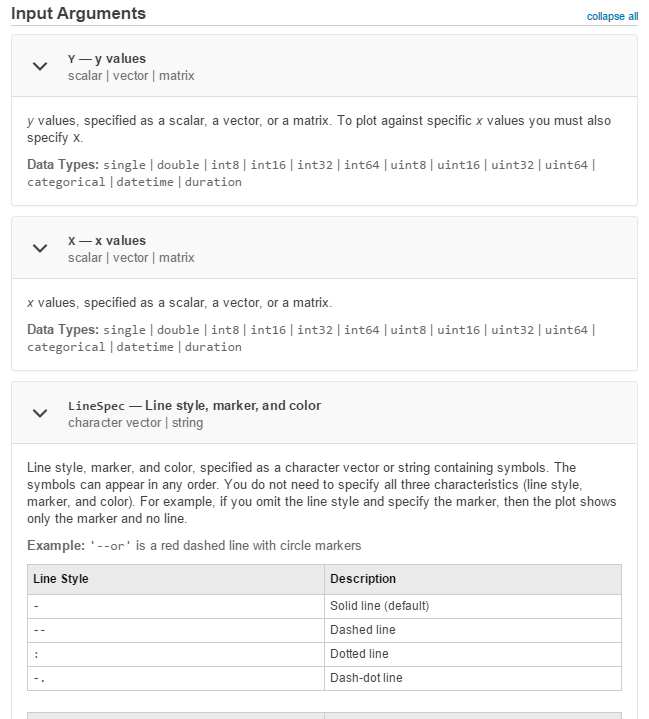 Input Arguments
collapse all
Y — y values
scalar | vector | matrix
y values, specified as a scalar, a vector, or a matrix. To plot against specific x values you must also
specify X.
Data Types: single | double | int8 | int16 | int32 | int64 | uint8 | uint16 | uint32 | uint64 |
categorical | datetime | duration
X — x values
scalar | vector | matrix
x values, specified as a scalar, a vector, or a matrix.
Data Types: single | double | int8 | int16 | int32 | int64 | uint8 | uint16 | uint32 | uint64 |
categorical | datetime | duration
LineSpec — Line style, marker, and color
character vector | string
Line style, marker, and color, specified as a character vector or string containing symbols. The
symbols can appear in any order. You do not need to specify all three characteristics (line style,
marker, and color). For example, if you omit the line style and specify the marker, then the plot shows
only the marker and no line.
Example: '--or' is a red dashed line with circle markers
Line Style Description
- Solid line (default)
-- Dashed line
: Dotted line
-. Dash-dot line